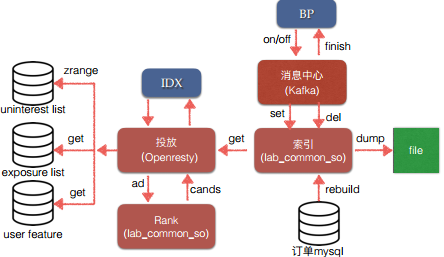 BP
on/off
finish
zrange
消息中心
(Kafka)
IDX
uninterest list
set
del
get
投放
(Openresty)
get
索引
(lab_common_so)
dump
file
exposure list
ad
cands
rebuild
get
Rank
(lab_common_so)
user feature
订单mysql